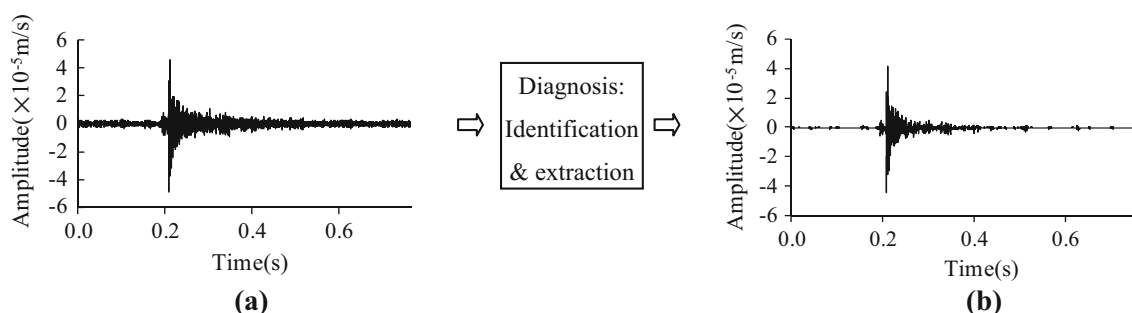 Amplitude(×10⁻⁵m/s)
6
4
2
0
-2
-4
-6
0.0 0.2 0.4 0.6
Time(s)
(a)
Diagnosis:
Identification
& extraction
Amplitude(×10⁻⁵m/s)
6
4
2
0
-2
-4
-6
0.0 0.2 0.4 0.6
Time(s)
(b)